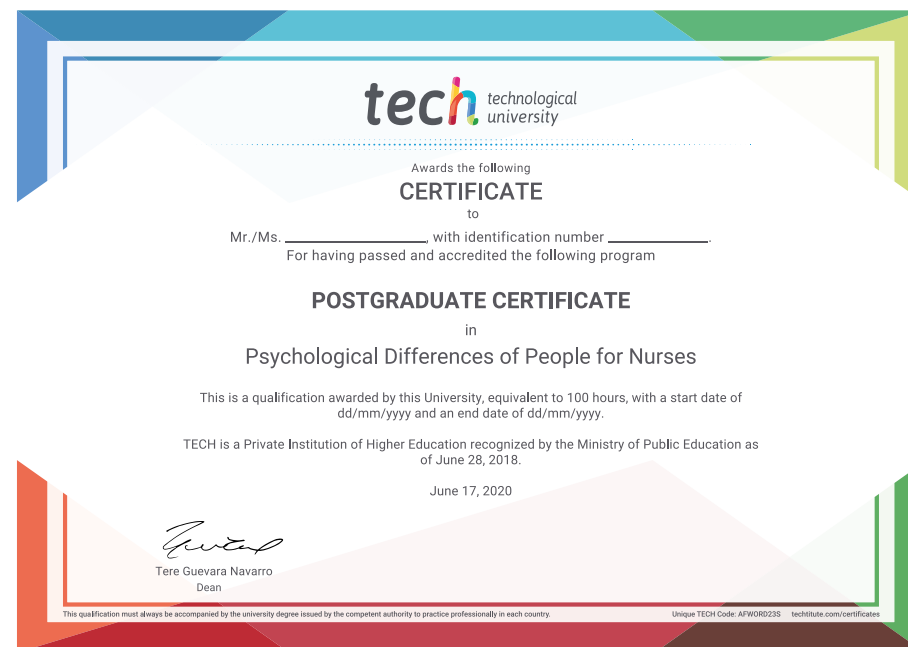 tech technological
university
Awards the following
CERTIFICATE
to
Mr./Ms. ____________________, with identification number ______________.
For having passed and accredited the following program
POSTGRADUATE CERTIFICATE
in
Psychological Differences of People for Nurses
This is a qualification awarded by this University, equivalent to 100 hours, with a start date of
dd/mm/yyyy and an end date of dd/mm/yyyy.
TECH is a Private Institution of Higher Education recognized by the Ministry of Public Education as
of June 28, 2018.
June 17, 2020
Tere Guevara Navarro
Dean
This qualification must always be accompanied by the university degree issued by the competent authority to practice professionally in each country. Unique TECH Code: AFWORD23S techtitute.com/certificates